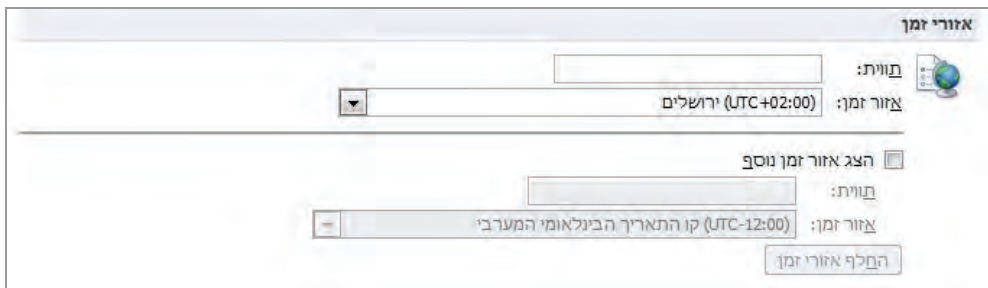 אזורי זמן
תווית:
אזור זמן: (UTC+02:00) ירושלים
הצג אזור זמן נוסף
תווית:
אזור זמן: (UTC-12:00) קו התאריך הבינלאומי המערבי
החלף אזורי זמן